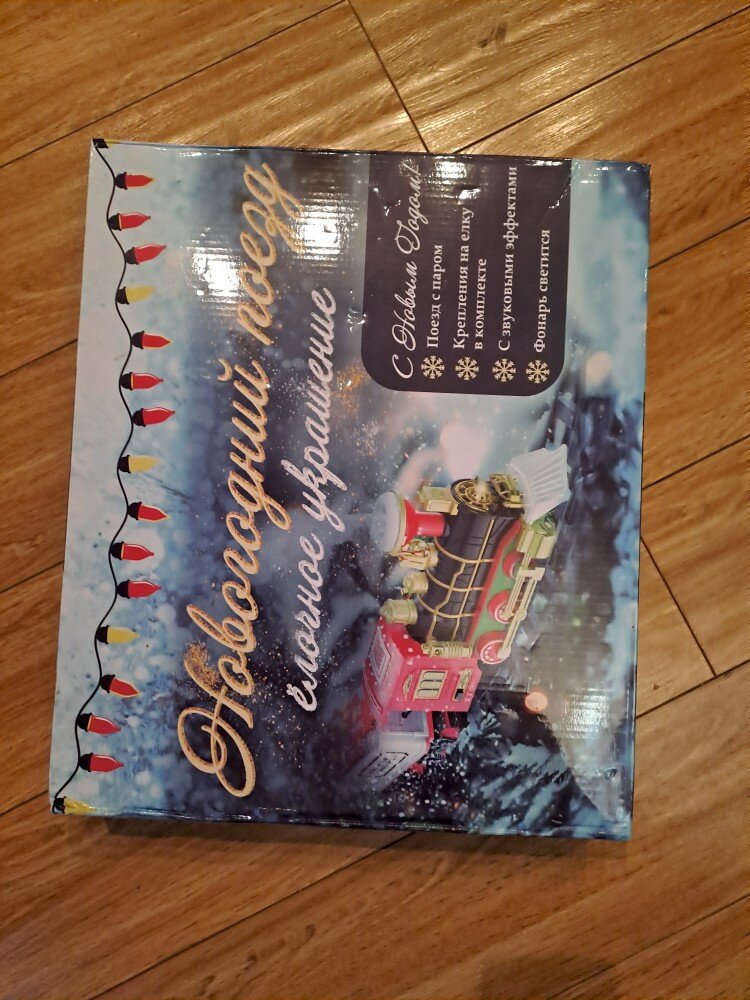 Новогодний поезд
ёлочное украшение
С Новым Годом!
Поезд с паром
Крепления на елку
в комплекте
С звуковыми эффектами
Фонарь светится